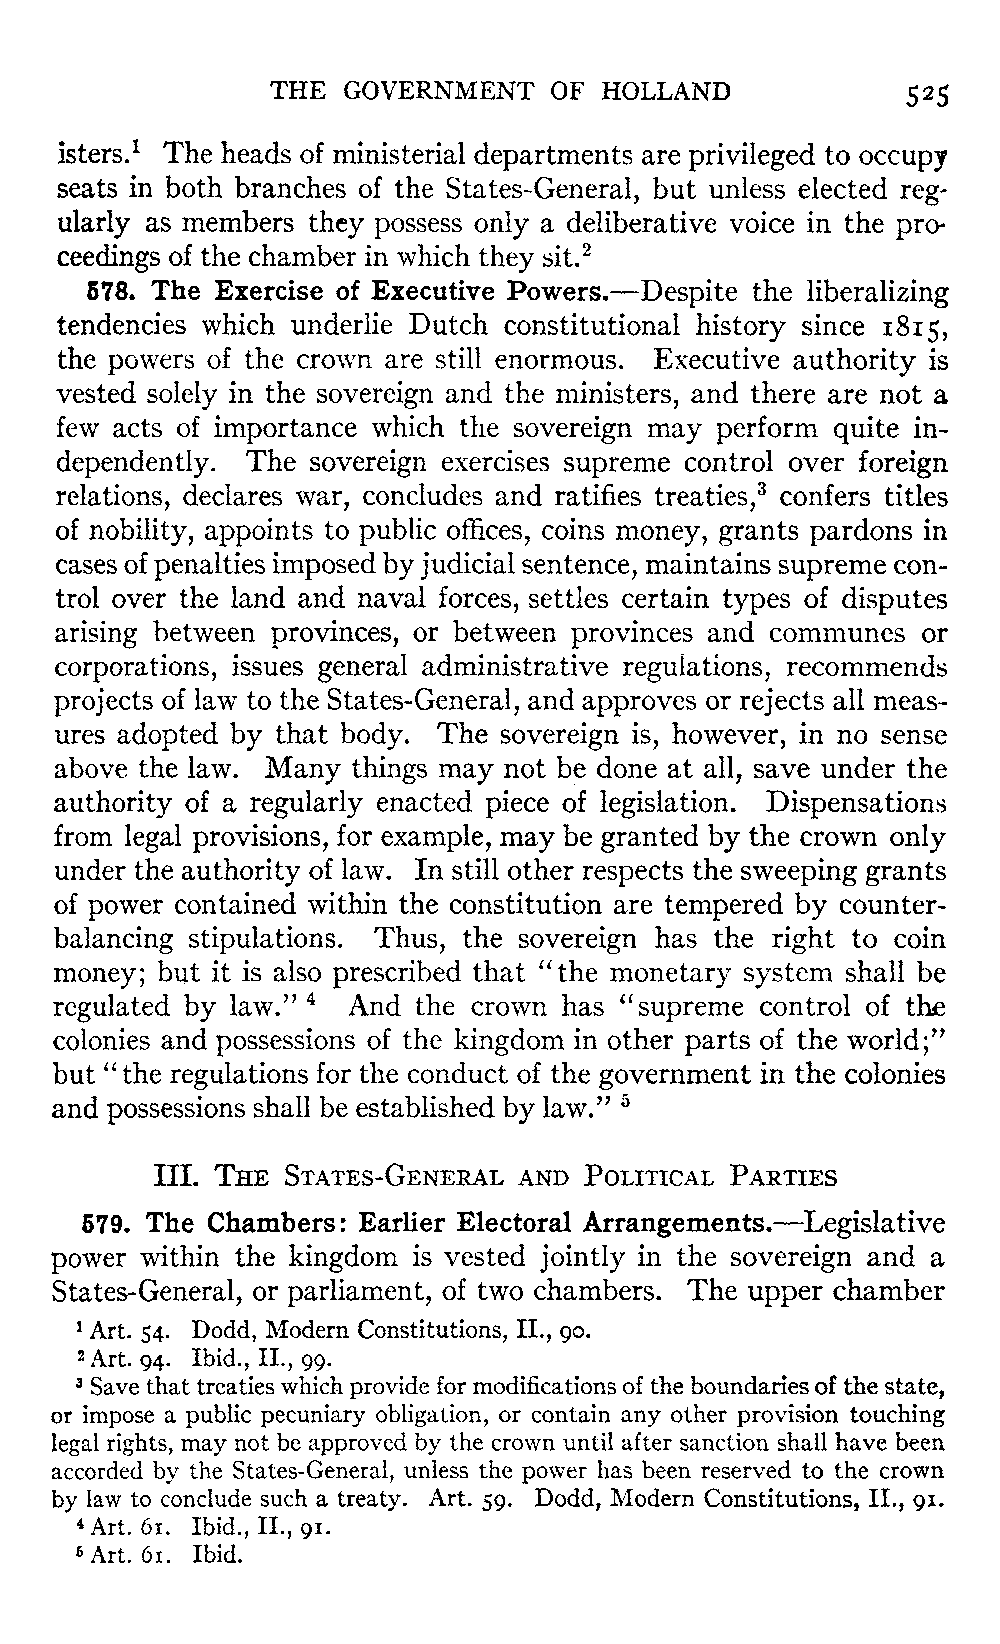 THE GOVERNMENT OF HOLLAND 525
isters.¹ The heads of ministerial departments are privileged to occupy
seats in both branches of the States-General, but unless elected reg-
ularly as members they possess only a deliberative voice in the pro-
ceedings of the chamber in which they sit.²
578. The Exercise of Executive Powers.—Despite the liberalizing
tendencies which underlie Dutch constitutional history since 1815,
the powers of the crown are still enormous. Executive authority is
vested solely in the sovereign and the ministers, and there are not a
few acts of importance which the sovereign may perform quite in-
dependently. The sovereign exercises supreme control over foreign
relations, declares war, concludes and ratifies treaties,³ confers titles
of nobility, appoints to public offices, coins money, grants pardons in
cases of penalties imposed by judicial sentence, maintains supreme con-
trol over the land and naval forces, settles certain types of disputes
arising between provinces, or between provinces and communes or
corporations, issues general administrative regulations, recommends
projects of law to the States-General, and approves or rejects all meas-
ures adopted by that body. The sovereign is, however, in no sense
above the law. Many things may not be done at all, save under the
authority of a regularly enacted piece of legislation. Dispensations
from legal provisions, for example, may be granted by the crown only
under the authority of law. In still other respects the sweeping grants
of power contained within the constitution are tempered by counter-
balancing stipulations. Thus, the sovereign has the right to coin
money; but it is also prescribed that “the monetary system shall be
regulated by law.” ⁴ And the crown has “supreme control of the
colonies and possessions of the kingdom in other parts of the world;”
but “the regulations for the conduct of the government in the colonies
and possessions shall be established by law.” ⁵
III. THE STATES-GENERAL AND POLITICAL PARTIES
579. The Chambers: Earlier Electoral Arrangements.—Legislative
power within the kingdom is vested jointly in the sovereign and a
States-General, or parliament, of two chambers. The upper chamber
¹ Art. 54. Dodd, Modern Constitutions, II., 90.
² Art. 94. Ibid., II., 99.
³ Save that treaties which provide for modifications of the boundaries of the state,
or impose a public pecuniary obligation, or contain any other provision touching
legal rights, may not be approved by the crown until after sanction shall have been
accorded by the States-General, unless the power has been reserved to the crown
by law to conclude such a treaty. Art. 59. Dodd, Modern Constitutions, II., 91.
⁴ Art. 61. Ibid., II., 91.
⁵ Art. 61. Ibid.